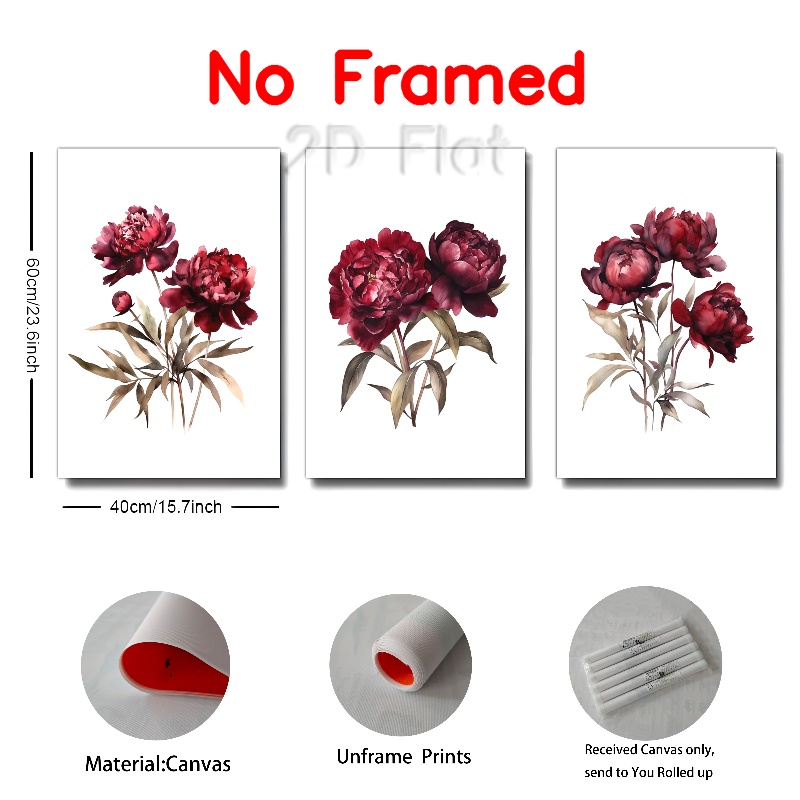 No Framed
2D Flat
60cm/23.6inch
40cm/15.7inch
Material:Canvas
Unframe Prints
Received Canvas only,
send to You Rolled up